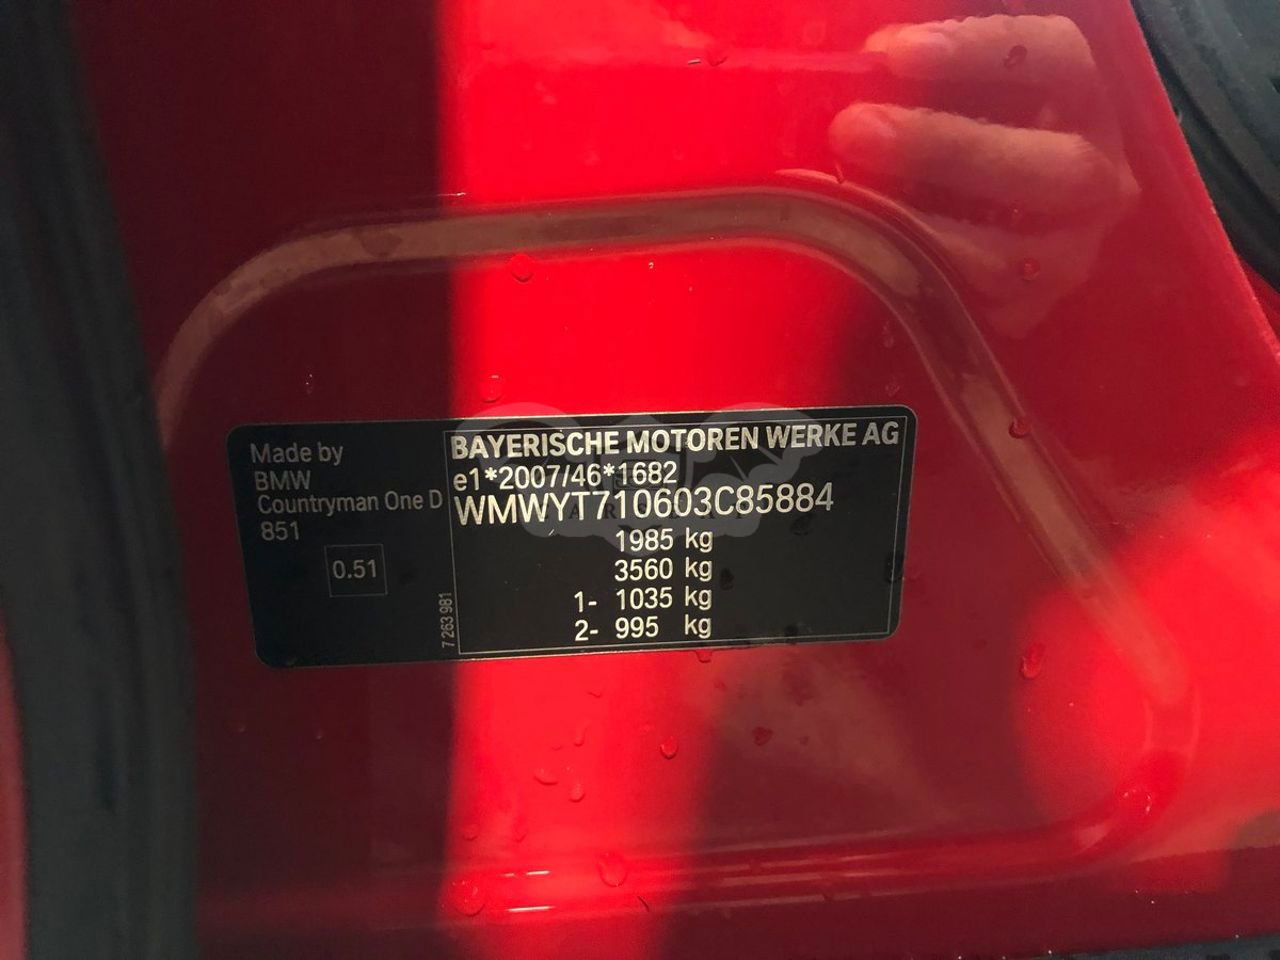 Made by
BMW
Countryman One D
851
0.51
7 263 981
BAYERISCHE MOTOREN WERKE AG
e1*2007/46*1682
WMWYT710603C85884
1985 kg
3560 kg
1- 1035 kg
2- 995 kg